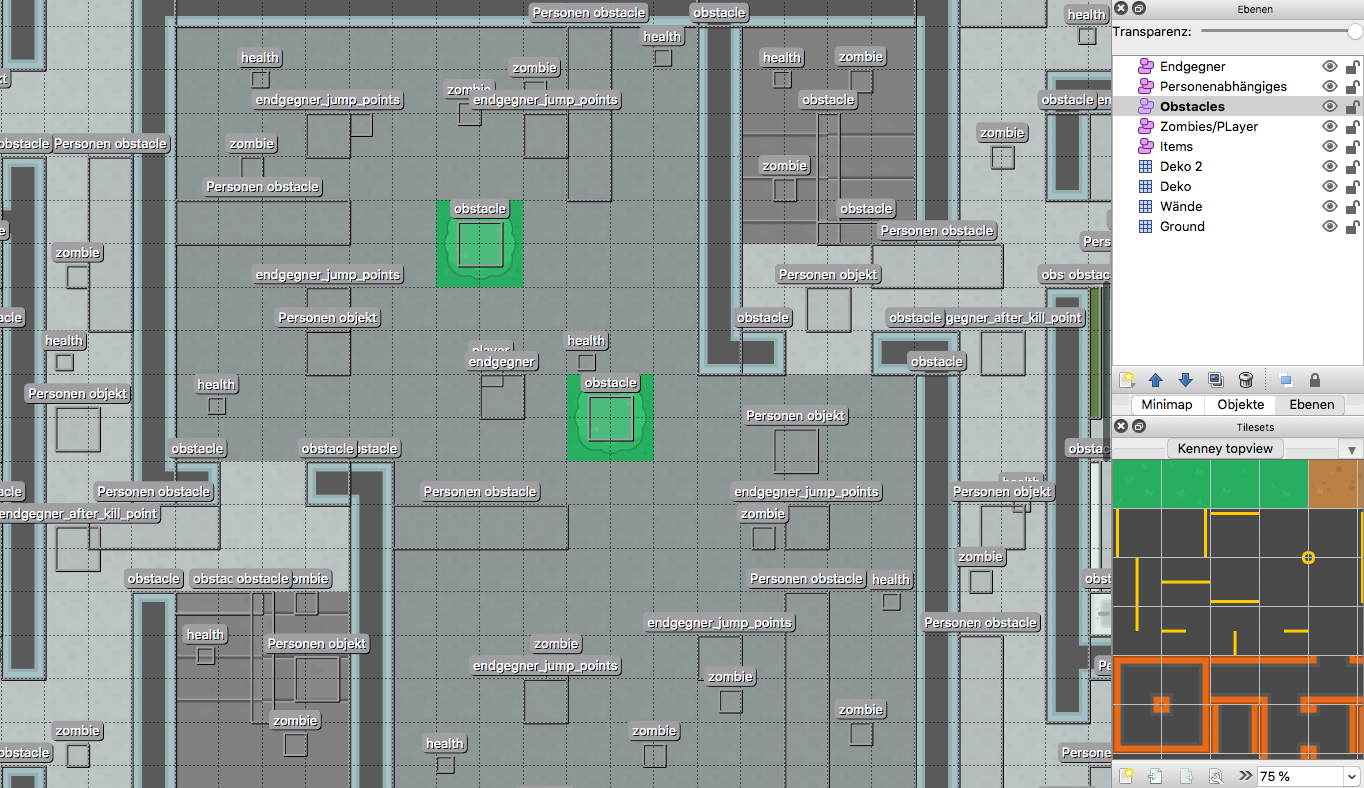 Personen obstacle
obstacle
health
Ebenen
health
Transparenz:
health
zombie
health
zombie
Endgegner
zombie
endgegner_jump_points
endgegner_jump_points
obstacle
obstacle
Personenabhängiges
Obstacles
obstacle
Personen obstacle
zombie
zombie
Zombies/PLayer
Items
zombie
Deko 2
Personen obstacle
Deko
obstacle
obstacle
Wände
Personen obstacle
Ground
zombie
endgegner_jump_points
Personen objekt
Personen objekt
obstacle
obstacle
gegner_after_kill_point
health
health
endgegner
obstacle
obstacle
health
Personen objekt
Minimap
Objekte
Ebenen
Personen objekt
Tilesets
obstacle
obstacle
Kenney topview
Personen obstacle
Personen obstacle
endgegner_jump_points
Personen objekt
endgegner_after_kill_point
zombie
zombie
obstacle
obstacle
Personen obstacle
health
endgegner_jump_points
Personen obstacle
health
Personen objekt
zombie
endgegner_jump_points
zombie
zombie
zombie
zombie
zombie
health
obstacle
75 %